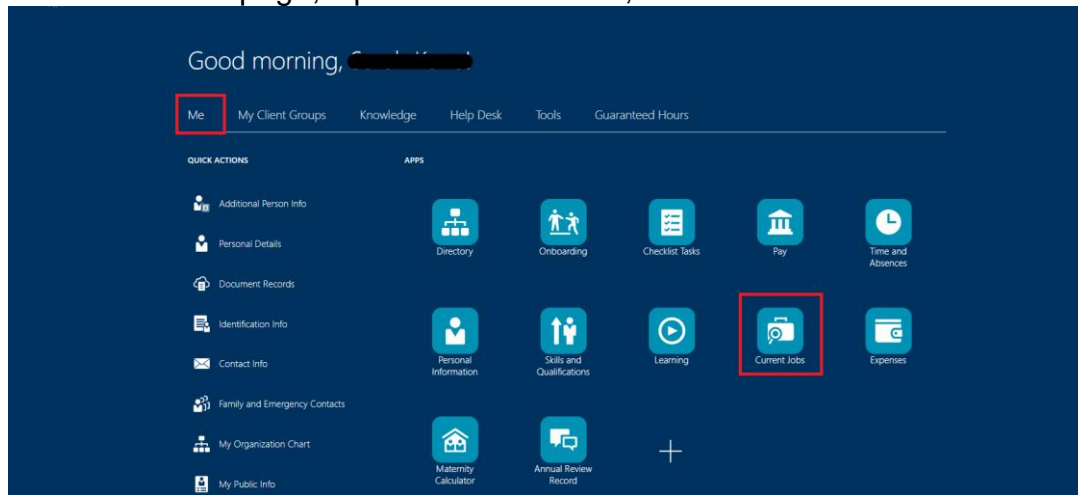 Good morning,
Me My Client Groups Knowledge Help Desk Tools Guaranteed Hours
QUICK ACTIONS
Additional Person Info
Personal Details
Document Records
Identification Info
Contact Info
Family and Emergency Contacts
My Organization Chart
My Public Info
APPS
Directory
Onboarding
Checklist Tasks
Pay
Time and
Absences
Personal
Information
Skills and
Qualifications
Learning
Current Jobs
Expenses
Maternity
Calculator
Annual Review
Record